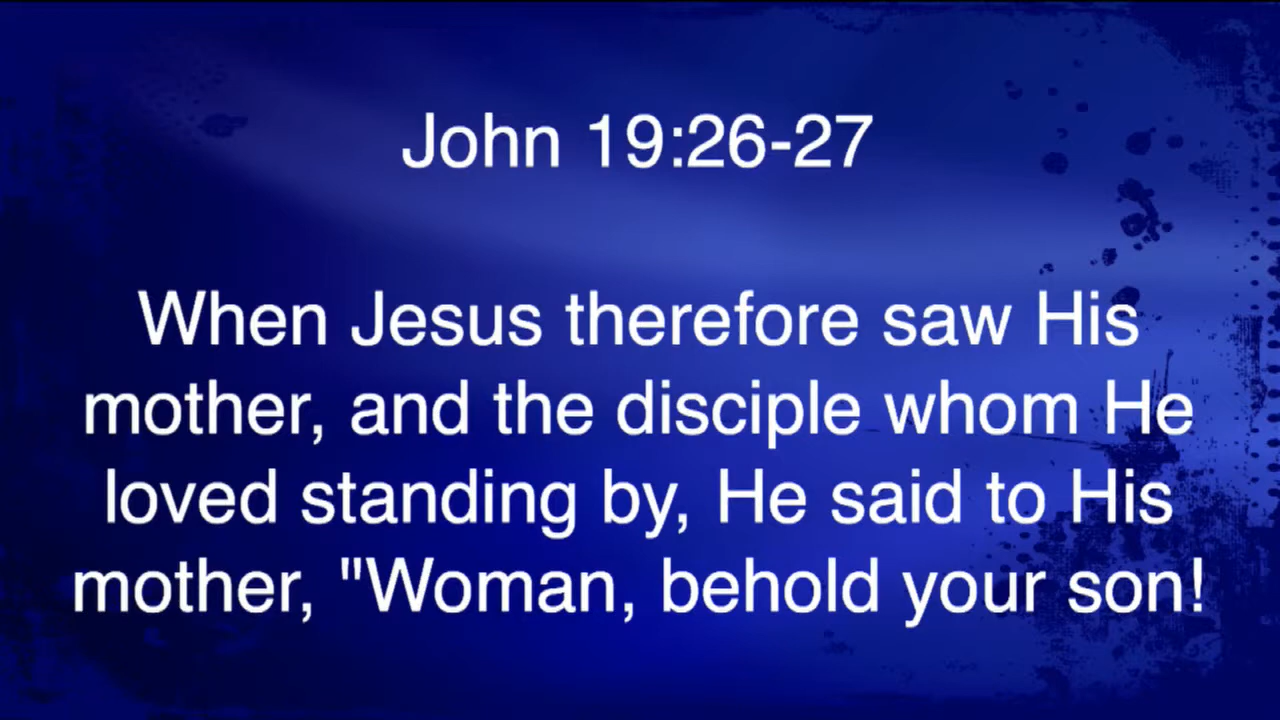 John 19:26-27
When Jesus therefore saw His
mother, and the disciple whom He
loved standing by, He said to His
mother, "Woman, behold your son!